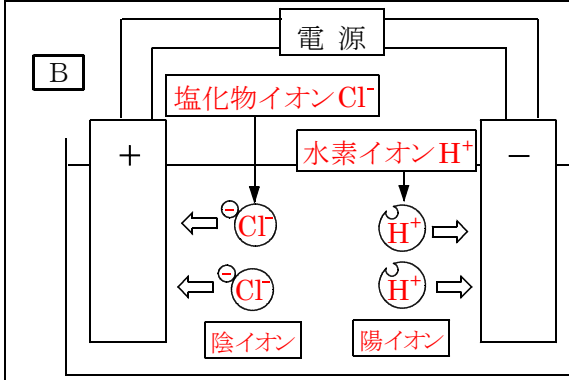 電 源
B
塩化物イオンCl⁻
+
水素イオンH⁺
−
− Cl⁻
H⁺
− Cl⁻
H⁺
陰イオン
陽イオン